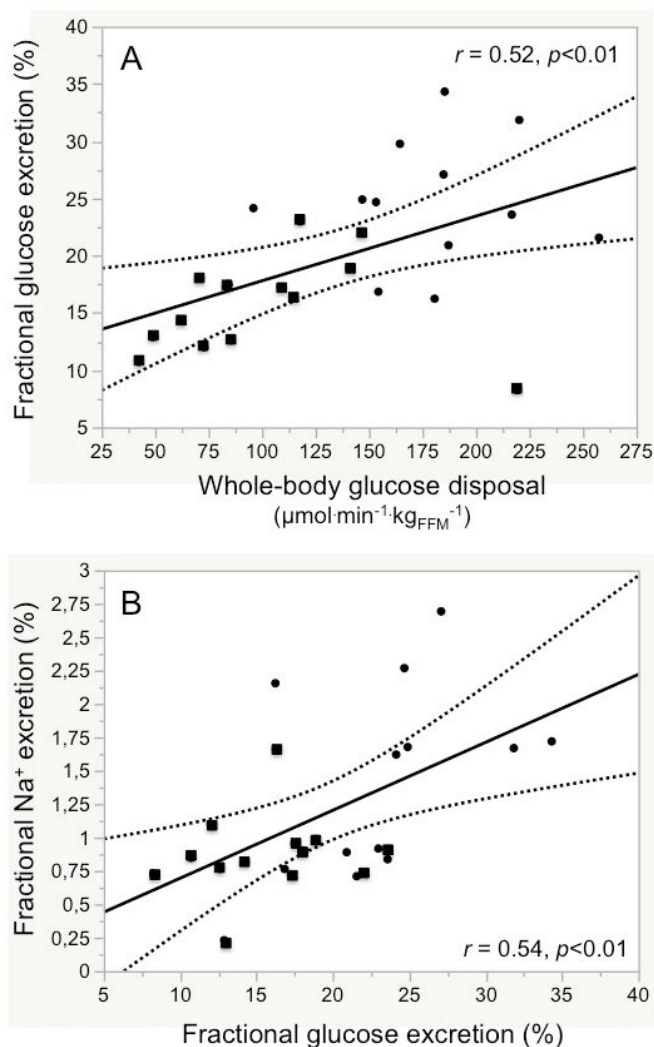 A
r = 0.52, p<0.01
Fractional glucose excretion (%)
40
35
30
25
20
15
10
5
25 50 75 100 125 150 175 200 225 250 275
Whole-body glucose disposal
(µmol·min⁻¹·kg_FFM⁻¹)
B
Fractional Na⁺ excretion (%)
3
2,75
2,5
2,25
2
1,75
1,5
1,25
1
0,75
0,5
0,25
0
r = 0.54, p<0.01
5 10 15 20 25 30 35 40
Fractional glucose excretion (%)